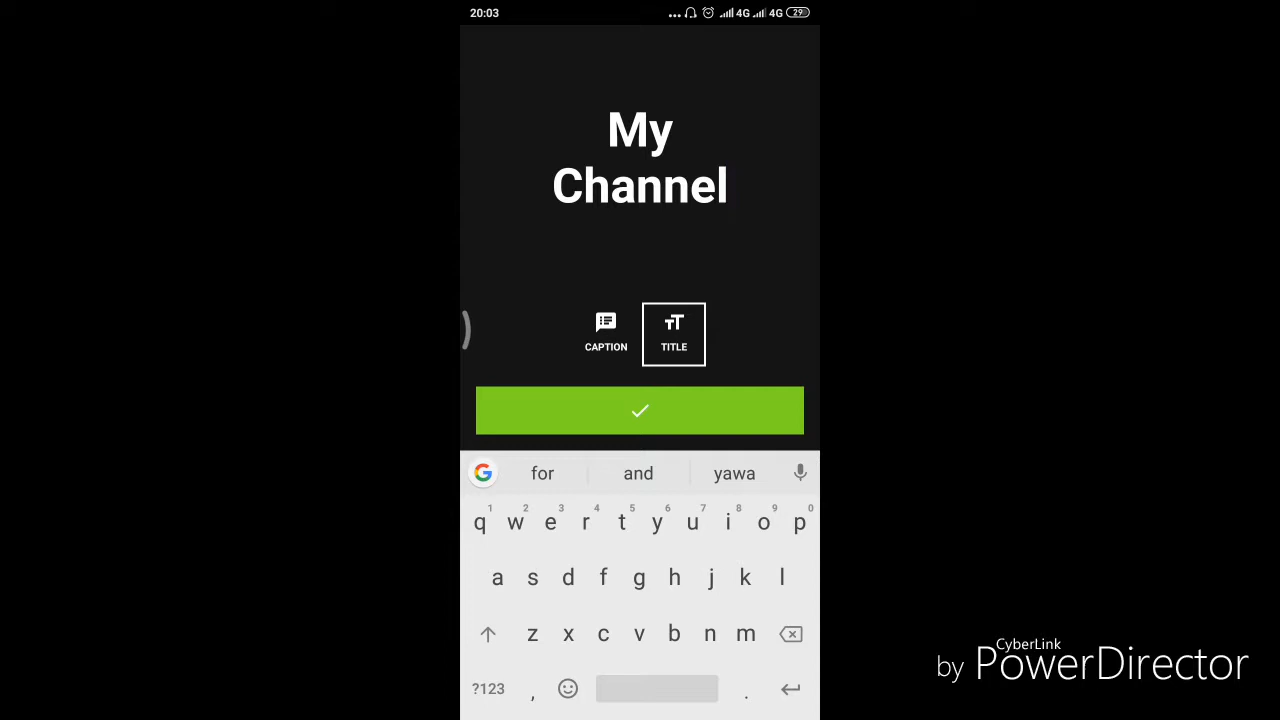 20:03 ... 4G 4G 29
My
Channel
CAPTION TITLE
for and yawa
1 2 3 4 5 6 7 8 9 0
q w e r t y u i o p
a s d f g h j k l
z x c v b n m
?123 , .
CyberLink
by PowerDirector